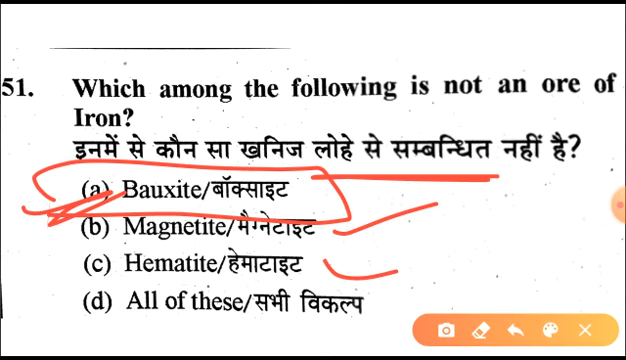 51. Which among the following is not an ore of
Iron?
इनमें से कौन सा खनिज लोहे से सम्बन्धित नहीं है?
(a) Bauxite/बॉक्साइट
(b) Magnetite/मैग्नेटाइट
(c) Hematite/हेमाटाइट
(d) All of these/सभी विकल्प